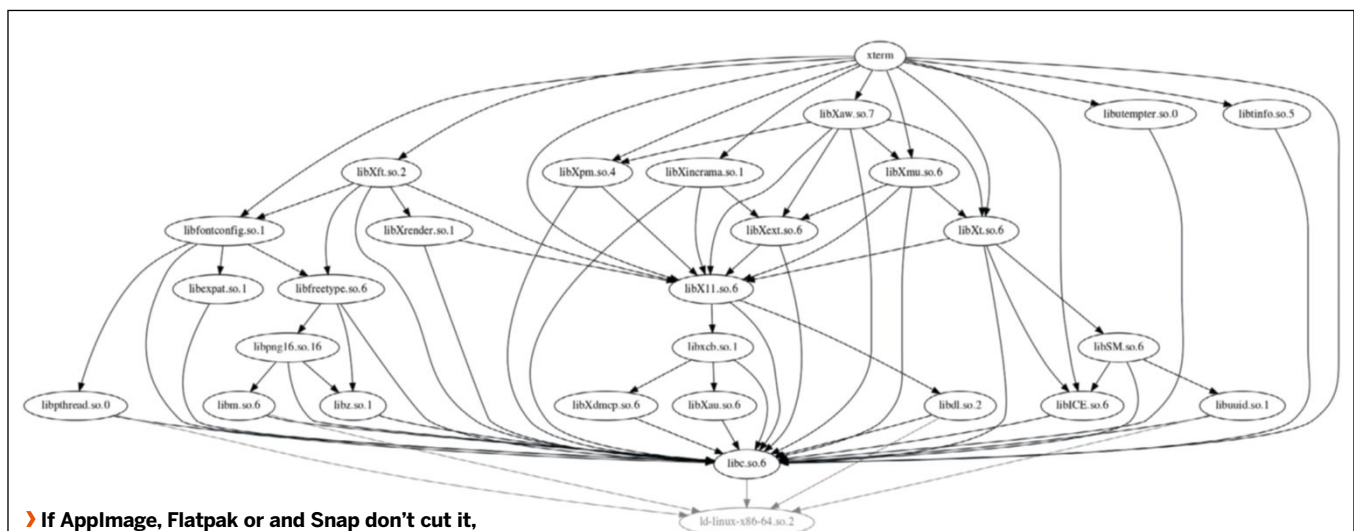 xterm
libXaw.so.7
libutempter.so.0
libtinfo.so.5
libXft.so.2
libXpm.so.4
libXinerama.so.1
libXmu.so.6
libfontconfig.so.1
libXrender.so.1
libXext.so.6
libXt.so.6
libexpat.so.1
libfreetype.so.6
libX11.so.6
libpng16.so.16
libxcb.so.1
libSM.so.6
libpthread.so.0
libm.so.6
libz.so.1
libXdmcp.so.6
libXau.so.6
libdl.so.2
libICE.so.6
libuuid.so.1
libc.so.6
ld-linux-x86-64.so.2
❯ If AppImage, Flatpak or and Snap don’t cut it,